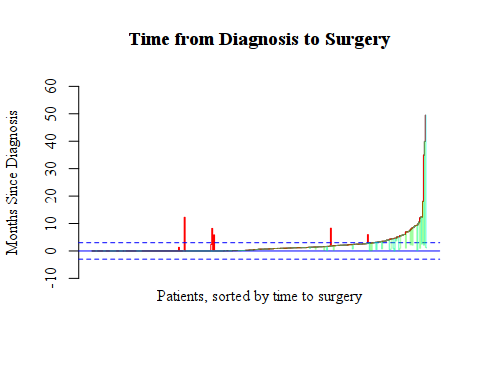 Time from Diagnosis to Surgery
Months Since Diagnosis
60
50
40
30
20
10
0
-10
Patients, sorted by time to surgery